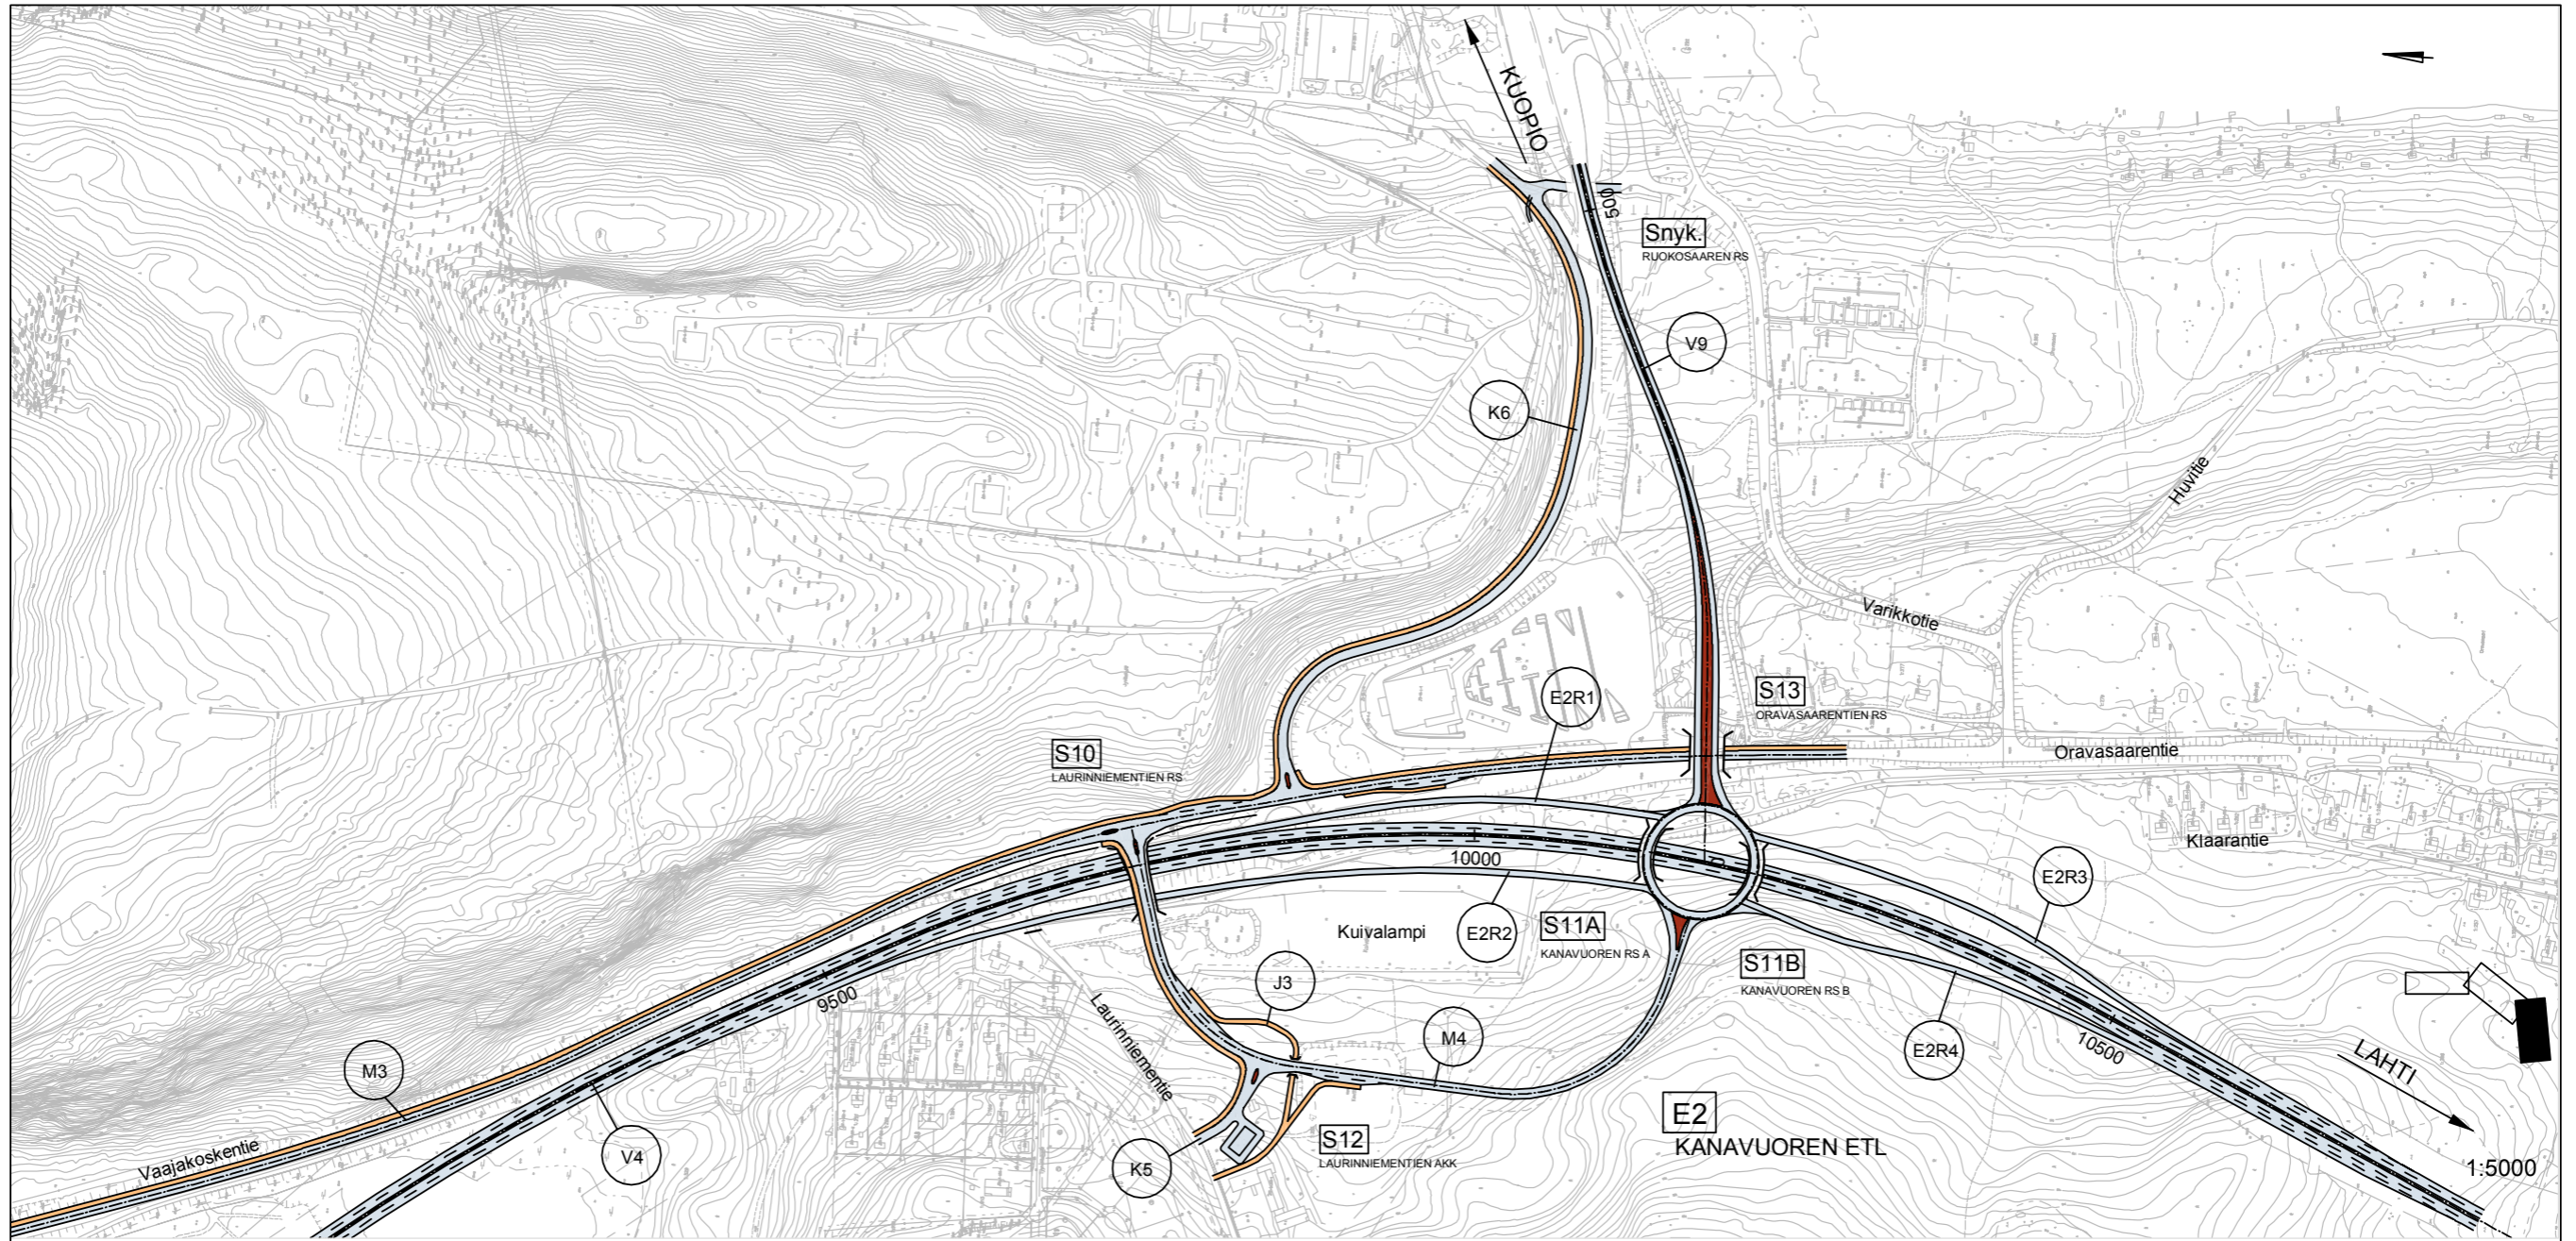 KUOPIO
500
Snyk.
RUOKOSAAREN RS
V9
K6
Huvitie
Varikkotie
E2R1
S13
ORAVASAARENTIEN RS
S10
LAURINNIEMENTIEN RS
Oravasaarentie
Klaarantie
10000
E2R3
Kuivalampi
E2R2
S11A
KANAVUOREN RS A
S11B
KANAVUOREN RS B
9500
J3
Laurinniementie
M4
E2R4
10500
LAHTI
M3
E2
KANAVUOREN ETL
Vaajakoskentie
V4
K5
S12
LAURINNIEMENTIEN AKK
1:5000